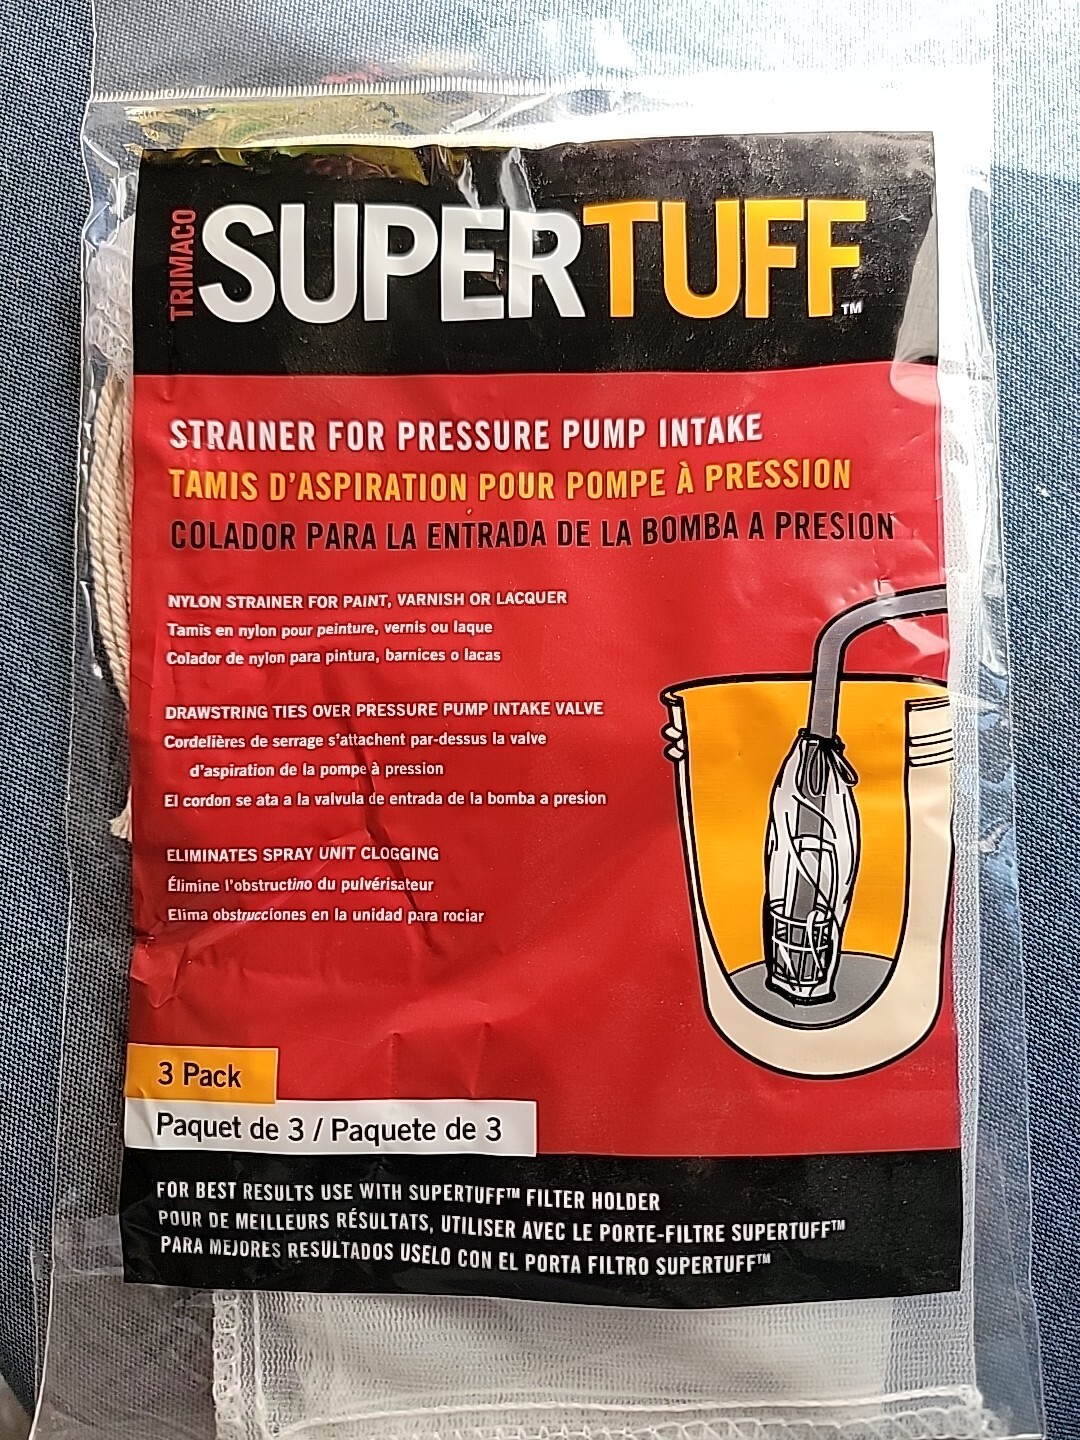 TRIMACO
SUPERTUFF™
STRAINER FOR PRESSURE PUMP INTAKE
TAMIS D'ASPIRATION POUR POMPE À PRESSION
COLADOR PARA LA ENTRADA DE LA BOMBA A PRESION
NYLON STRAINER FOR PAINT, VARNISH OR LACQUER
Tamis en nylon pour peinture, vernis ou laque
Colador de nylon para pintura, barnices o lacas
DRAWSTRING TIES OVER PRESSURE PUMP INTAKE VALVE
Cordelières de serrage s'attachent par-dessus la valve
d'aspiration de la pompe à pression
El cordon se ata a la valvula de entrada de la bomba a presion
ELIMINATES SPRAY UNIT CLOGGING
Élimine l'obstructino du pulvérisateur
Elima obstrucciones en la unidad para rociar
3 Pack
Paquet de 3 / Paquete de 3
FOR BEST RESULTS USE WITH SUPERTUFF™ FILTER HOLDER
POUR DE MEILLEURS RÉSULTATS, UTILISER AVEC LE PORTE-FILTRE SUPERTUFF™
PARA MEJORES RESULTADOS USELO CON EL PORTA FILTRO SUPERTUFF™